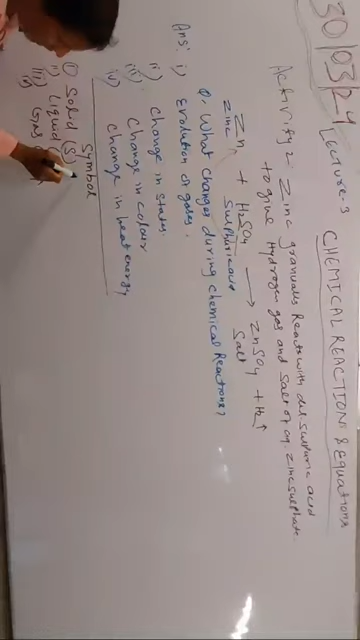 30/03/24
Lecture-3
CHEMICAL REACTION & Equations
Activity 2: Zinc granuales Reacts with dil sulphuric acid
to give Hydrogen gas and Salt of
zinc sulphate
Zn + H₂SO₄ → ZnSO₄ + H₂↑
zinc Sulphuric acid Salt
Q. What changes during chemical Reactions?
Ans: i) Evolution of gases.
ii) change in states
iii) change in colour
iv) change in heat energy
Symbol
i) Solid (S)
ii) Liquid (
iii) Gas